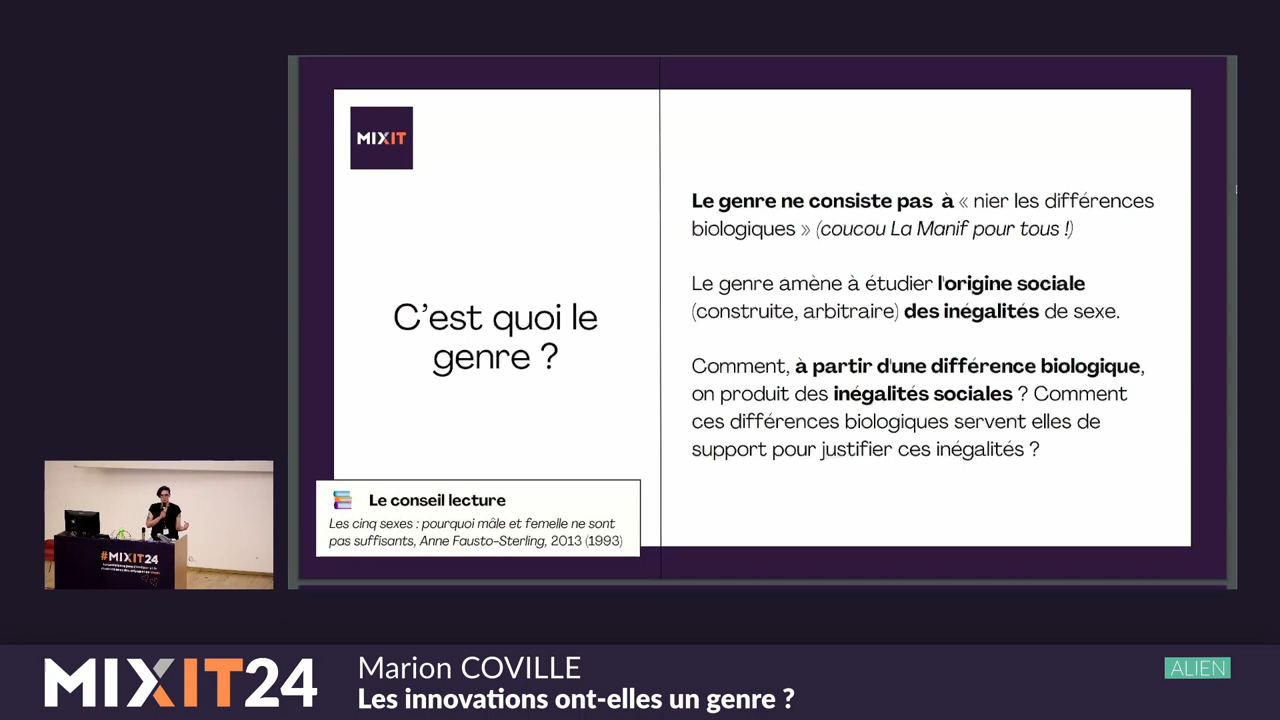 MIXIT
C'est quoi le
genre ?
Le genre ne consiste pas à « nier les différences
biologiques » (coucou La Manif pour tous !)
Le genre amène à étudier l'origine sociale
(construite, arbitraire) des inégalités de sexe.
Comment, à partir d'une différence biologique,
on produit des inégalités sociales ? Comment
ces différences biologiques servent elles de
support pour justifier ces inégalités ?
Le conseil lecture
Les cinq sexes : pourquoi mâle et femelle ne sont
pas suffisants, Anne Fausto-Sterling, 2013 (1993)
#MIXIT24
MIXIT24
Marion COVILLE
Les innovations ont-elles un genre ?
ALIEN